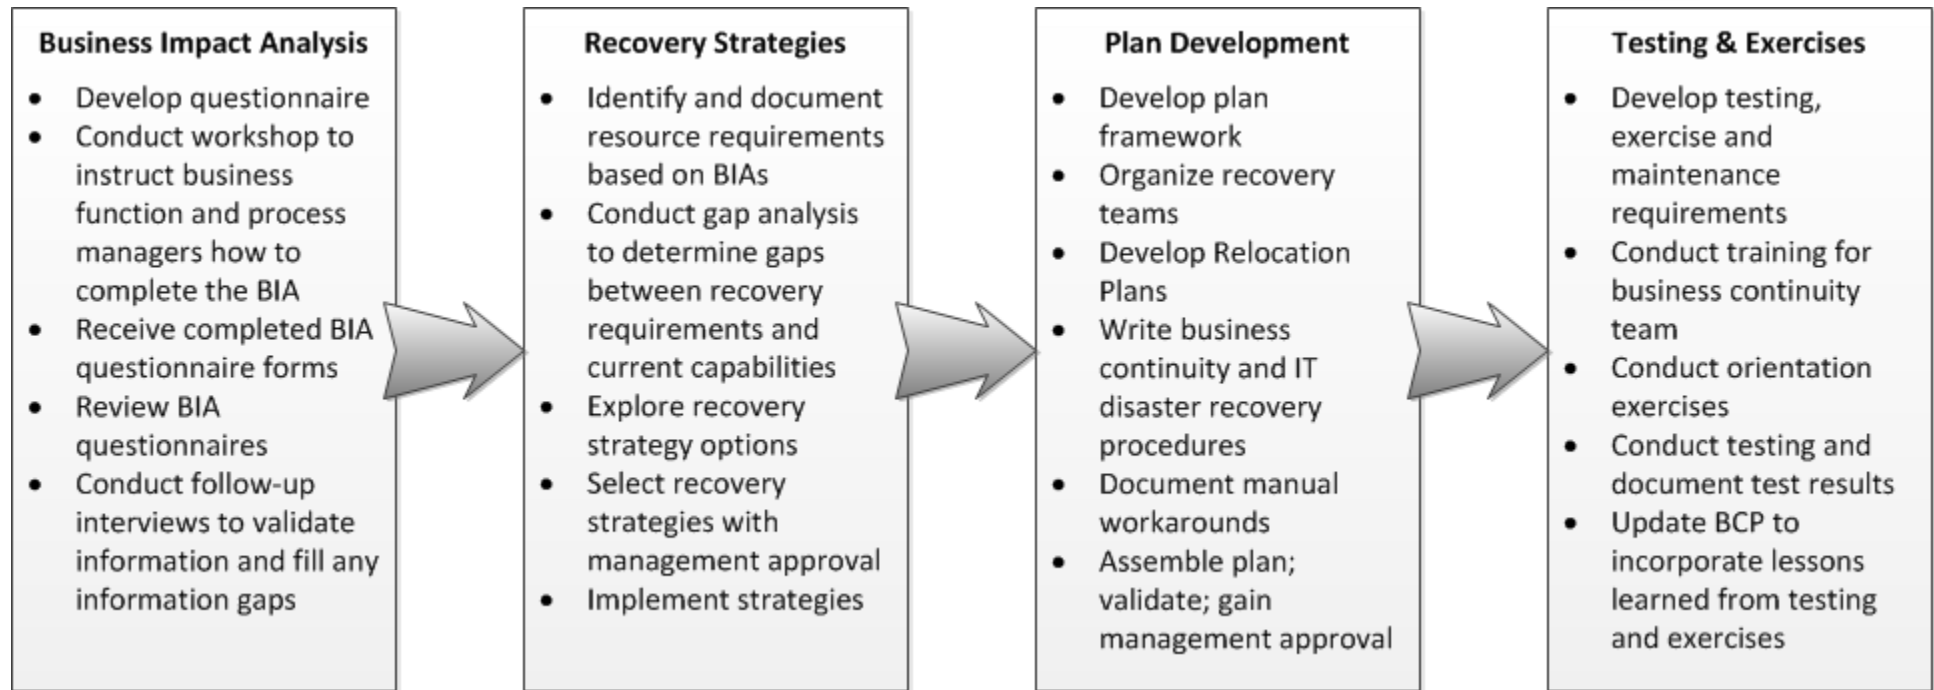 Business Impact Analysis
• Develop questionnaire
• Conduct workshop to
instruct business
function and process
managers how to
complete the BIA
• Receive completed BIA
questionnaire forms
• Review BIA
questionnaires
• Conduct follow-up
interviews to validate
information and fill any
information gaps
Recovery Strategies
• Identify and document
resource requirements
based on BIAs
• Conduct gap analysis
to determine gaps
between recovery
requirements and
current capabilities
• Explore recovery
strategy options
• Select recovery
strategies with
management approval
• Implement strategies
Plan Development
• Develop plan
framework
• Organize recovery
teams
• Develop Relocation
Plans
• Write business
continuity and IT
disaster recovery
procedures
• Document manual
workarounds
• Assemble plan;
validate; gain
management approval
Testing & Exercises
• Develop testing,
exercise and
maintenance
requirements
• Conduct training for
business continuity
team
• Conduct orientation
exercises
• Conduct testing and
document test results
• Update BCP to
incorporate lessons
learned from testing
and exercises